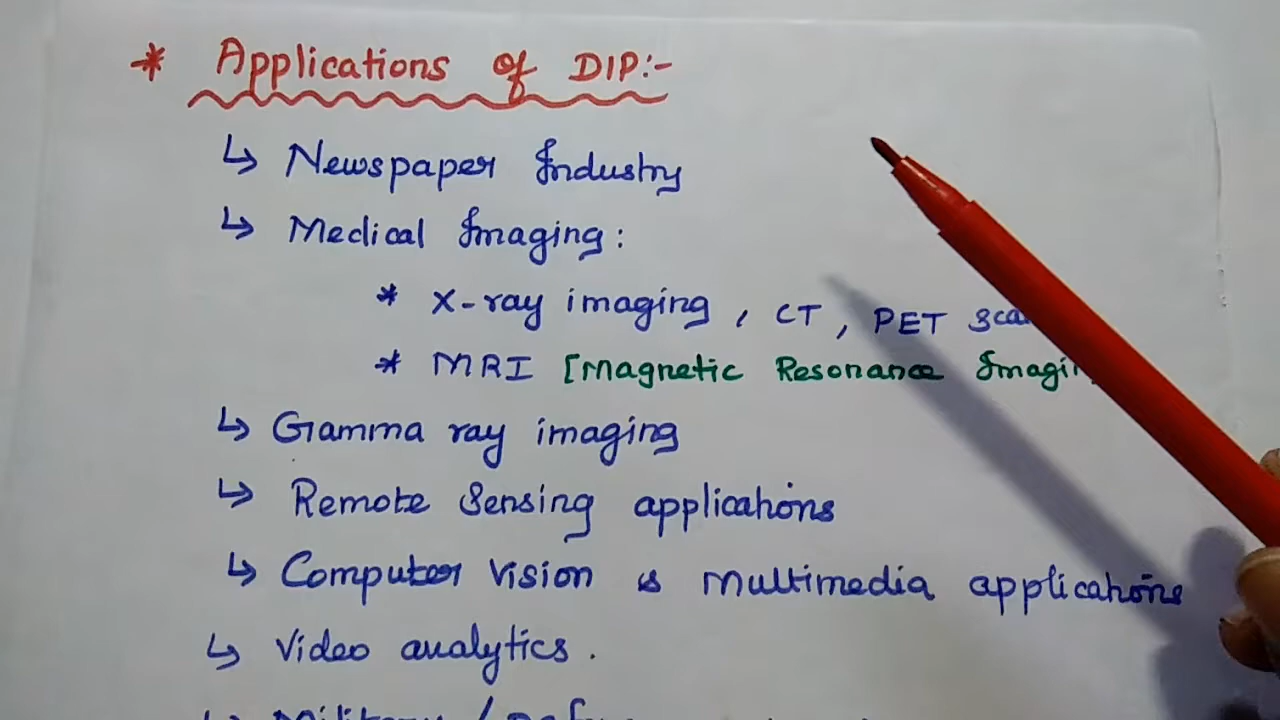 * Applications of DIP:-
↳ Newspaper Industry
↳ Medical Imaging:
* X-ray imaging, CT, PET
* MRI [Magnetic Resonance
↳ Gamma ray imaging
↳ Remote Sensing applications
↳ Computer Vision & Multimedia applications
↳ Video analytics.
↳ Military /